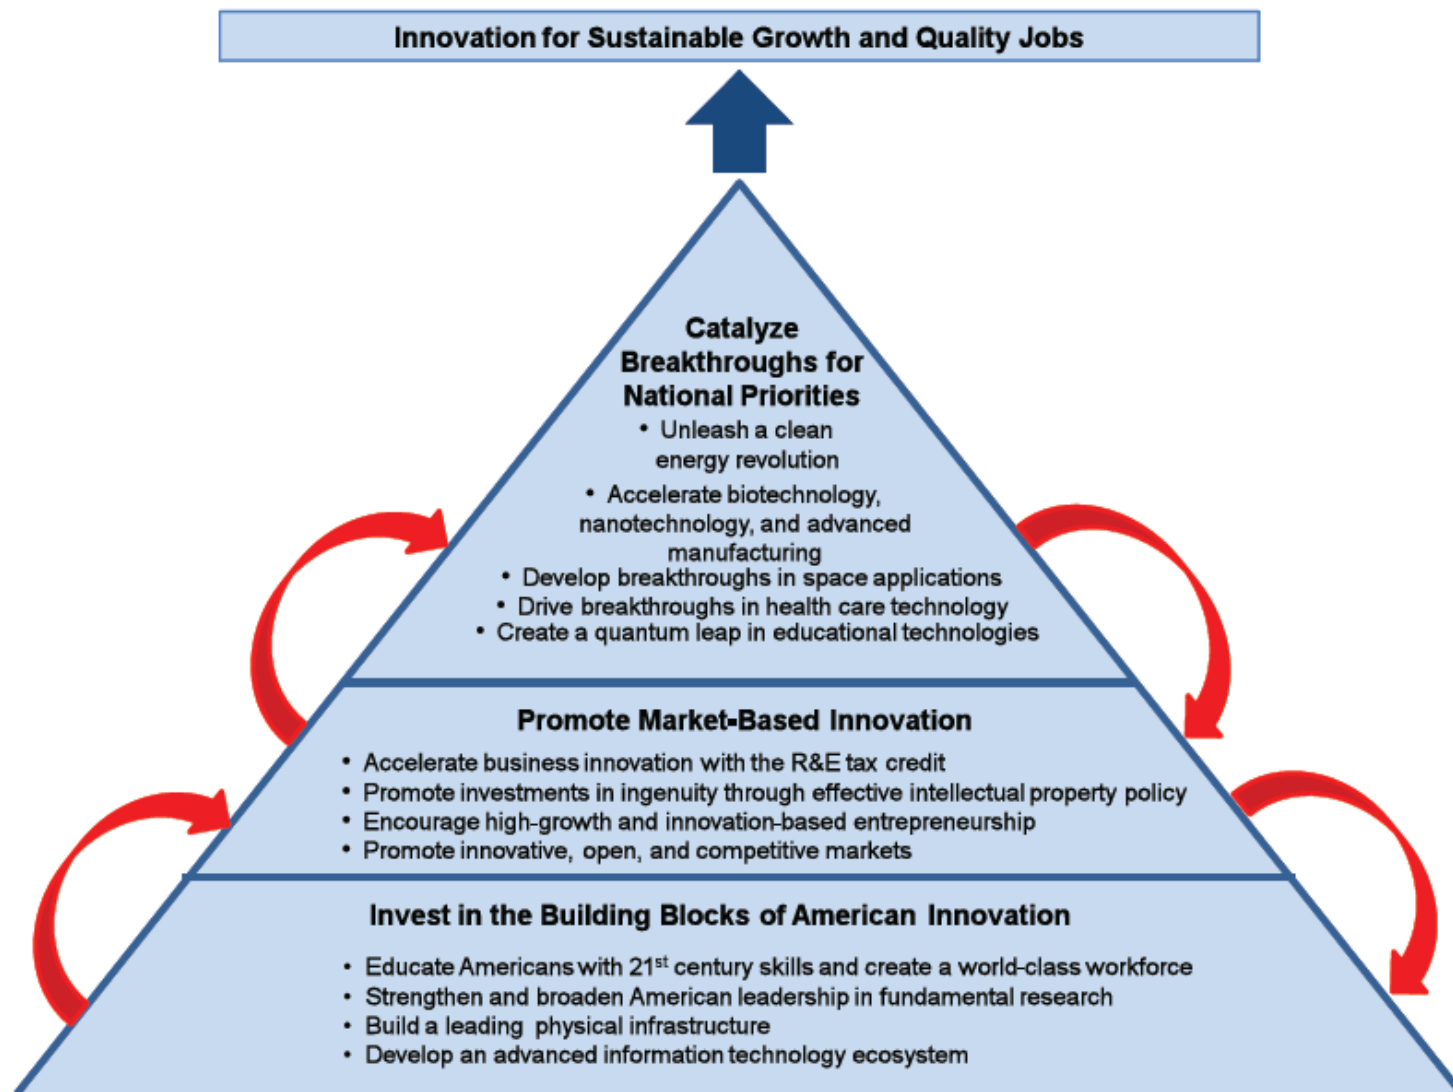 Innovation for Sustainable Growth and Quality Jobs
Catalyze
Breakthroughs for
National Priorities
• Unleash a clean
energy revolution
• Accelerate biotechnology,
nanotechnology, and advanced
manufacturing
• Develop breakthroughs in space applications
• Drive breakthroughs in health care technology
• Create a quantum leap in educational technologies
Promote Market-Based Innovation
• Accelerate business innovation with the R&E tax credit
• Promote investments in ingenuity through effective intellectual property policy
• Encourage high-growth and innovation-based entrepreneurship
• Promote innovative, open, and competitive markets
Invest in the Building Blocks of American Innovation
• Educate Americans with 21st century skills and create a world-class workforce
• Strengthen and broaden American leadership in fundamental research
• Build a leading physical infrastructure
• Develop an advanced information technology ecosystem